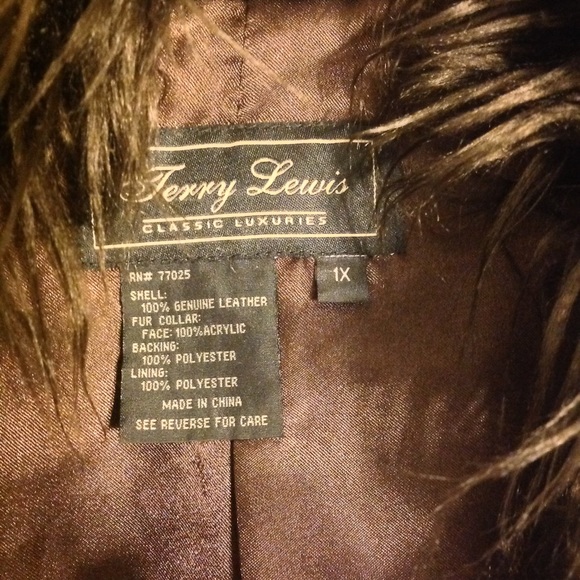 Terry Lewis
CLASSIC LUXURIES
RN# 77025
1X
SHELL:
100% GENUINE LEATHER
FUR COLLAR:
FACE: 100%ACRYLIC
BACKING:
100% POLYESTER
LINING:
100% POLYESTER
MADE IN CHINA
SEE REVERSE FOR CARE